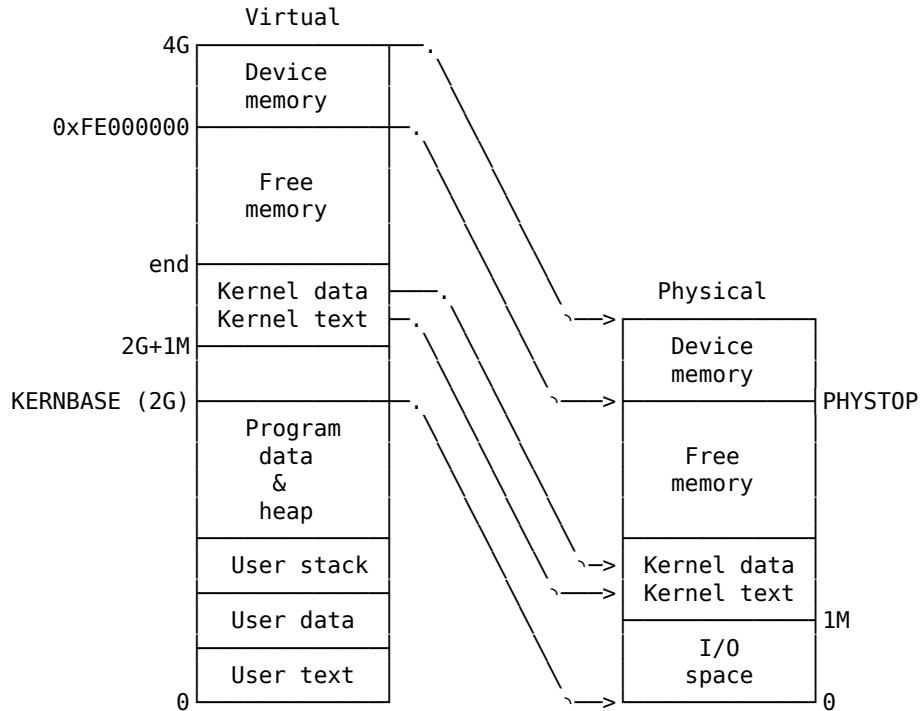 Virtual
4G
Device
memory
0xFE000000
Free
memory
end
Kernel data
Kernel text
2G+1M
KERNBASE (2G)
Program
data
&
heap
User stack
User data
User text
0
Physical
Device
memory
PHYSTOP
Free
memory
Kernel data
Kernel text
1M
I/O
space
0